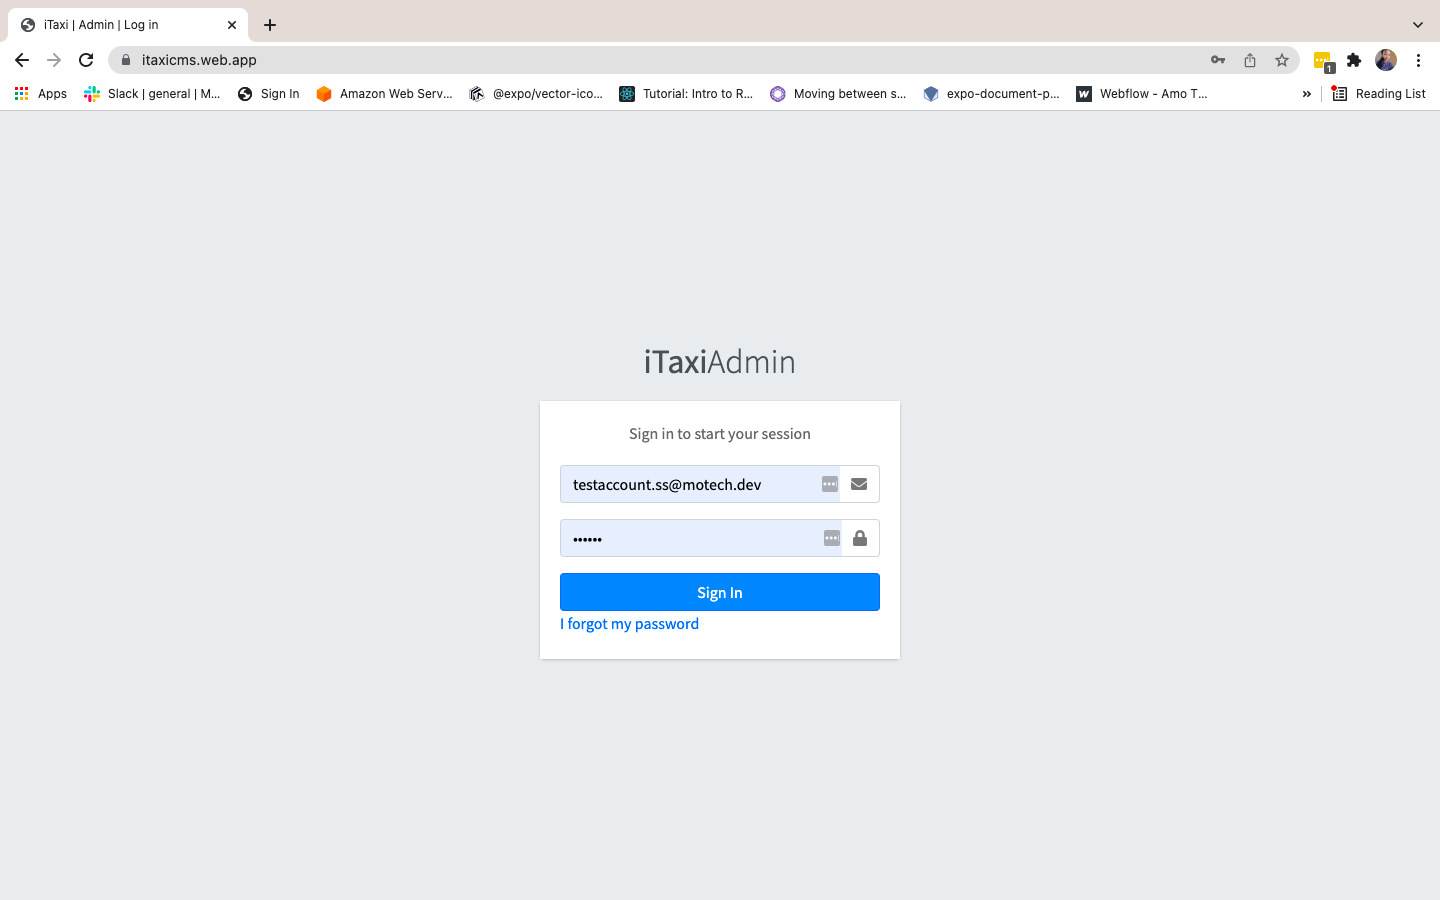 iTaxi | Admin | Log in
itaxicms.web.app
1
Apps
Slack | general | M...
Sign In
Amazon Web Serv...
@expo/vector-ico...
Tutorial: Intro to R...
Moving between s...
expo-document-p...
Webflow - Amo T...
»
Reading List
iTaxiAdmin
Sign in to start your session
testaccount.ss@motech.dev
••••••
Sign In
I forgot my password